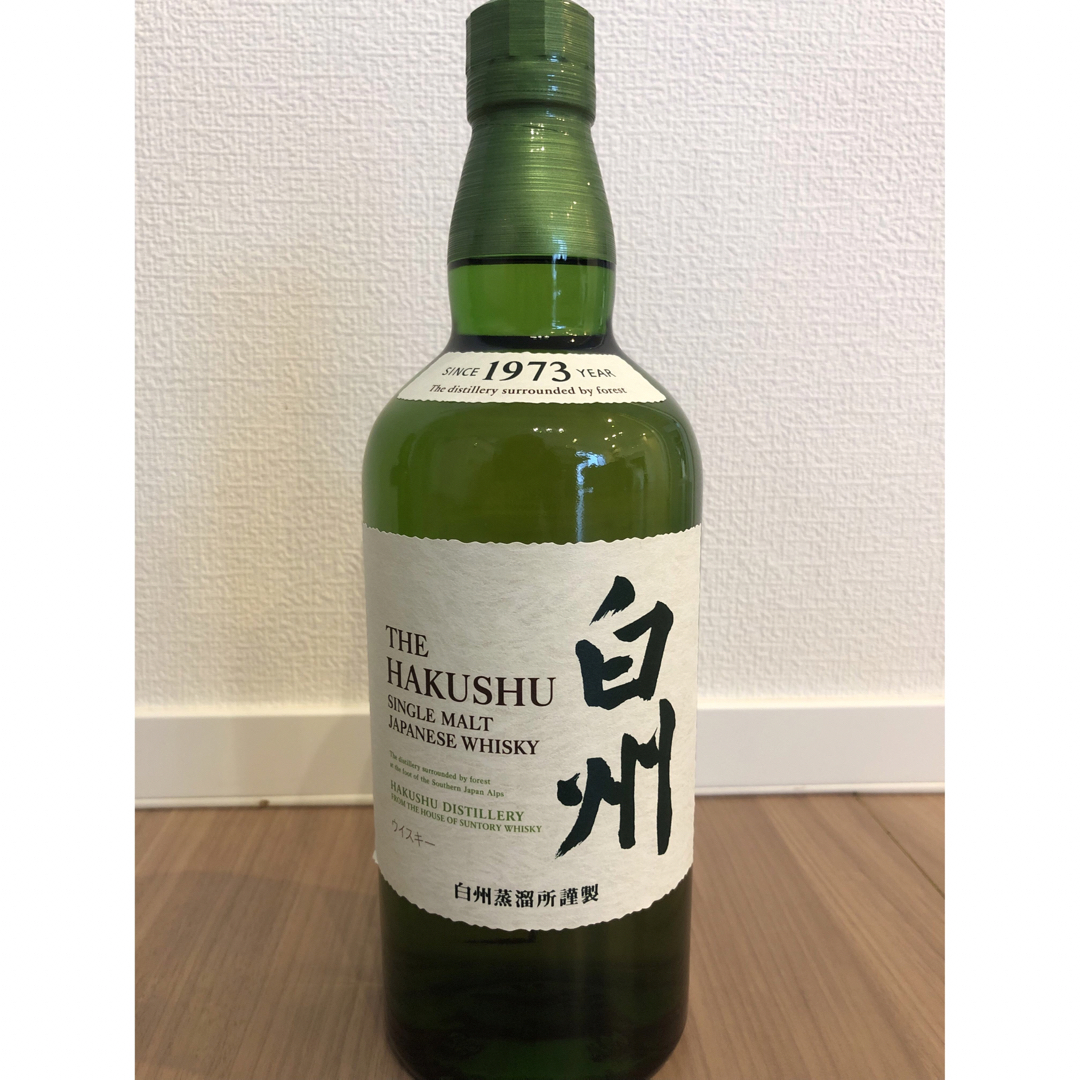 SINCE 1973 YEAR
The distillery surrounded by forest
白州
THE
HAKUSHU
SINGLE MALT
JAPANESE WHISKY
The distillery surrounded by forest
at the foot of the Southern Japan Alps
HAKUSHU DISTILLERY
FROM THE HOUSE OF SUNTORY WHISKY
ウイスキー
白州蒸溜所謹製